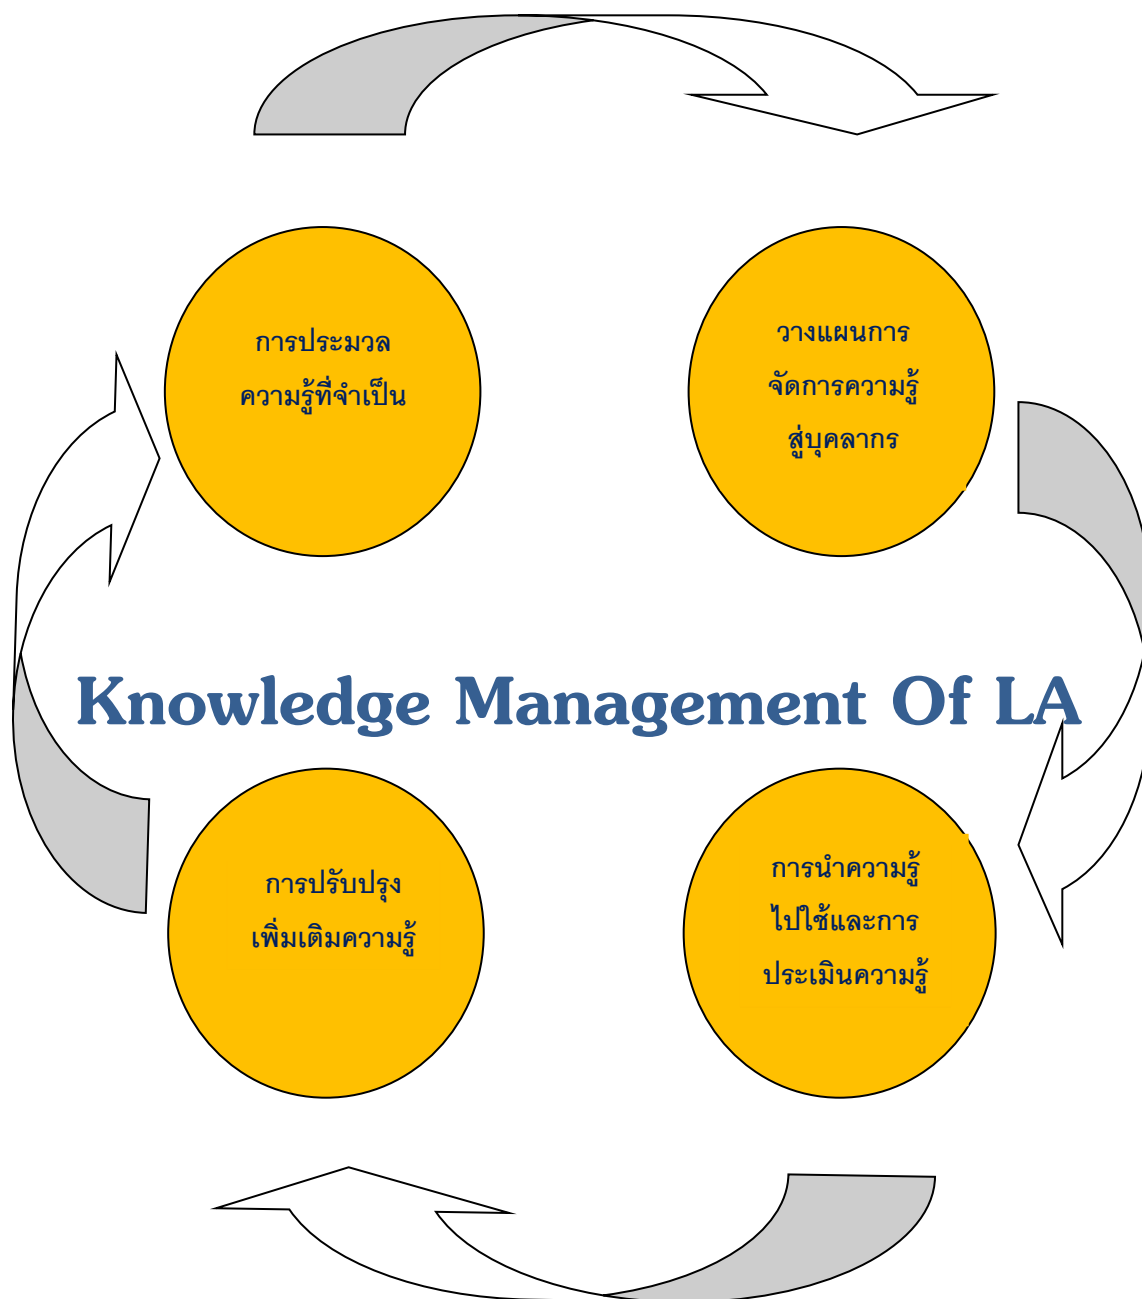 การประมวล
ความรู้ที่จำเป็น
วางแผนการ
จัดการความรู้
สู่บุคลากร
Knowledge Management Of LA
การปรับปรุง
เพิ่มเติมความรู้
การนำความรู้
ไปใช้และการ
ประเมินความรู้